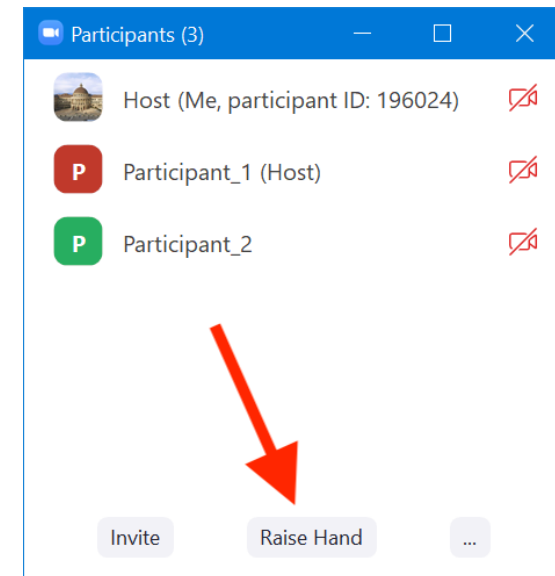 Participants (3)
Host (Me, participant ID: 196024)
P
Participant_1 (Host)
P
Participant_2
Invite
Raise Hand
...